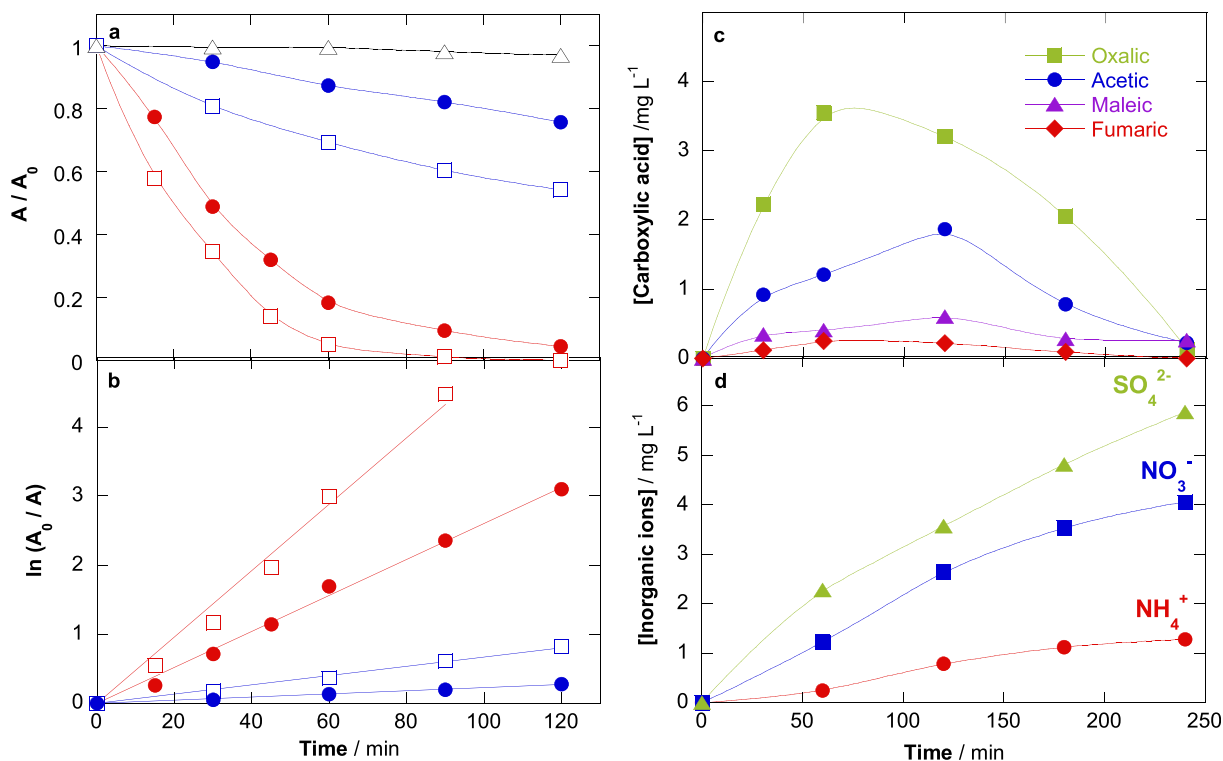 a
1
0.8
0.6
0.4
0.2
0
A / A0
b
4
3
2
1
0
ln (A0 / A)
0 20 40 60 80 100 120
Time / min
c
Oxalic
Acetic
Maleic
Fumaric
4
3
2
1
0
[Carboxylic acid] /mg L-1
d
SO4 2-
NO3 -
NH4 +
6
5
4
3
2
1
0
[Inorganic ions] / mg L-1
0 50 100 150 200 250
Time / min